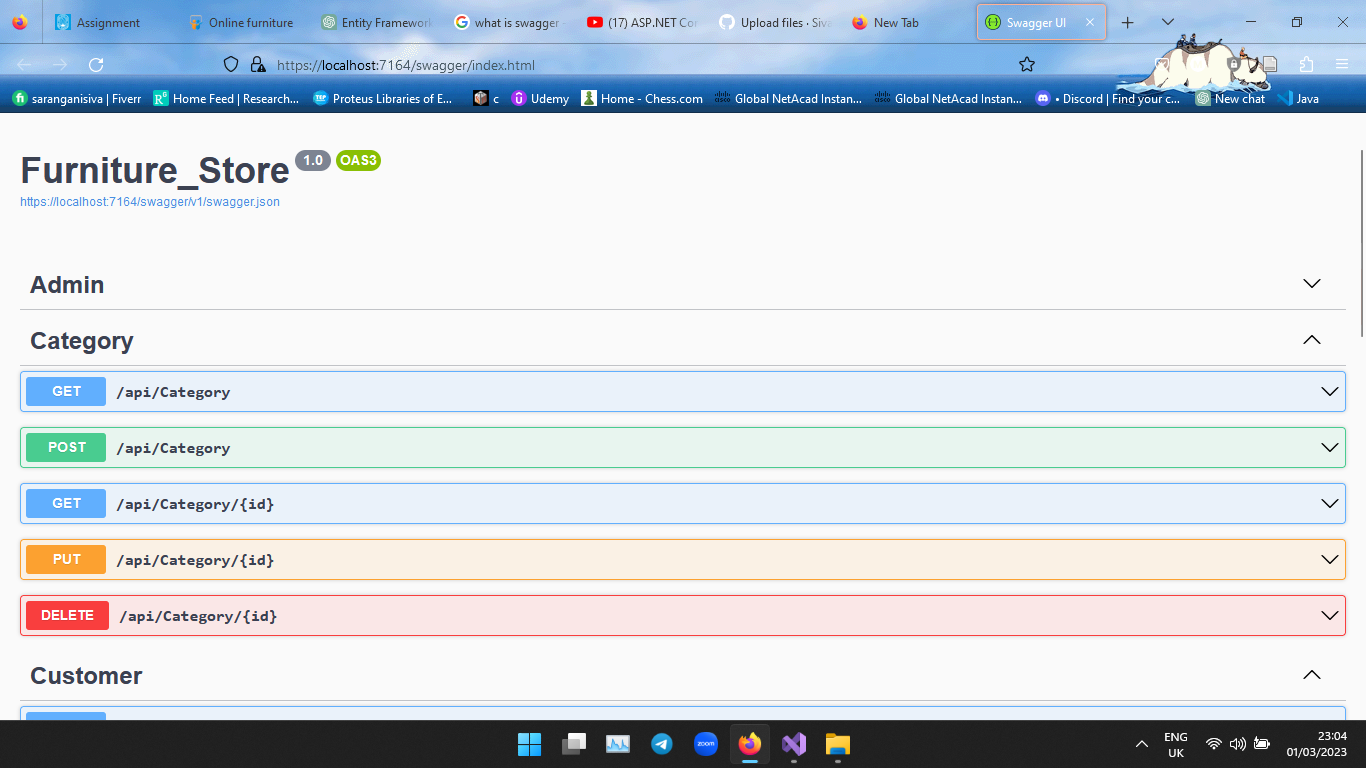 Assignment
Online furniture
Entity Framework
what is swagger -
(17) ASP.NET Cor
Upload files · Siva
New Tab
Swagger UI
https://localhost:7164/swagger/index.html
saranganisiva | Fiverr
Home Feed | Research...
Proteus Libraries of E...
c
Udemy
Home - Chess.com
Global NetAcad Instan...
Global NetAcad Instan...
• Discord | Find your c...
New chat
Java
Furniture_Store 1.0 OAS3
https://localhost:7164/swagger/v1/swagger.json
Admin
Category
GET /api/Category
POST /api/Category
GET /api/Category/{id}
PUT /api/Category/{id}
DELETE /api/Category/{id}
Customer
zoom
ENG
UK
23:04
01/03/2023